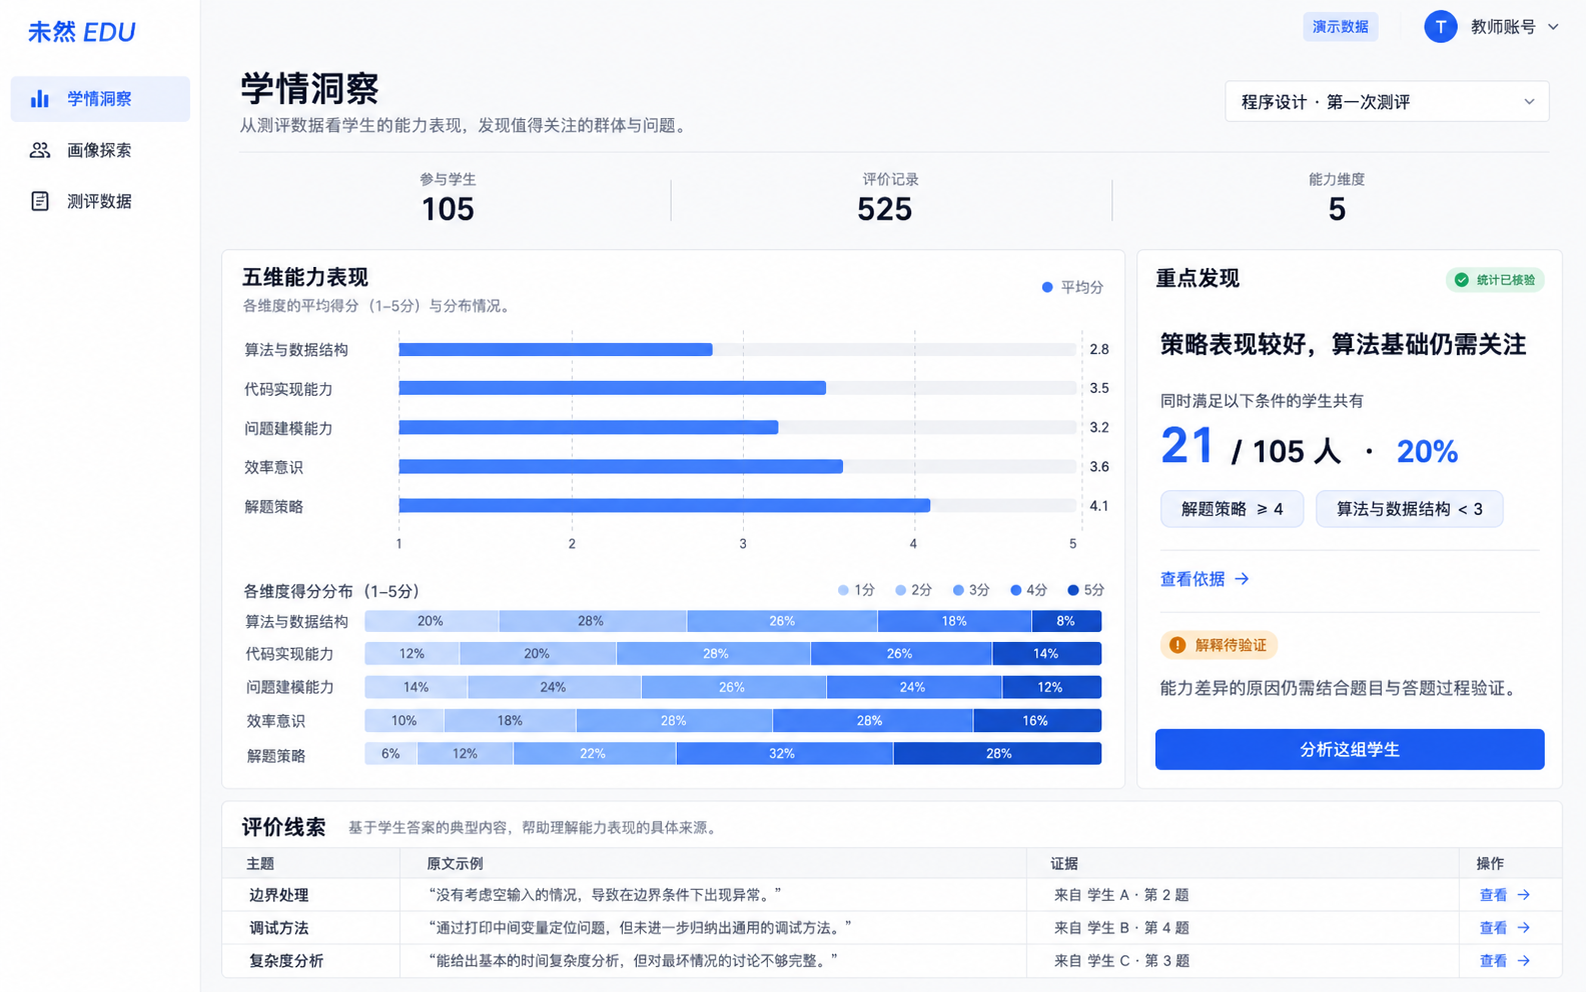 未然 EDU
学情洞察
画像探索
测评数据
演示数据
T
教师账号
学情洞察
从测评数据看学生的能力表现，发现值得关注的群体与问题。
程序设计 · 第一次测评
参与学生
105
评价记录
525
能力维度
5
五维能力表现
各维度的平均得分（1–5分）与分布情况。
平均分
算法与数据结构 2.8
代码实现能力 3.5
问题建模能力 3.2
效率意识 3.6
解题策略 4.1
1 2 3 4 5
各维度得分分布（1–5分）
1分 2分 3分 4分 5分
算法与数据结构 20% 28% 26% 18% 8%
代码实现能力 12% 20% 28% 26% 14%
问题建模能力 14% 24% 26% 24% 12%
效率意识 10% 18% 28% 28% 16%
解题策略 6% 12% 22% 32% 28%
重点发现
统计已核验
策略表现较好，算法基础仍需关注
同时满足以下条件的学生共有
21 / 105 人 · 20%
解题策略 ≥ 4
算法与数据结构 < 3
查看依据 →
! 解释待验证
能力差异的原因仍需结合题目与答题过程验证。
分析这组学生
评价线索 基于学生答案的典型内容，帮助理解能力表现的具体来源。
主题 原文示例 证据 操作
边界处理 “没有考虑空输入的情况，导致在边界条件下出现异常。” 来自 学生 A · 第 2 题 查看 →
调试方法 “通过打印中间变量定位问题，但未进一步归纳出通用的调试方法。” 来自 学生 B · 第 4 题 查看 →
复杂度分析 “能给出基本的时间复杂度分析，但对最坏情况的讨论不够完整。” 来自 学生 C · 第 3 题 查看 →